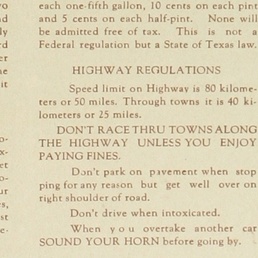 each one-fifth gallon, 10 cents on each pint
and 5 cents on each half-pint. None will
be admitted free of tax. This is not a
Federal regulation but a State of Texas law.
HIGHWAY REGULATIONS
Speed limit on Highway is 80 kilome-
ters or 50 miles. Through towns it is 40 ki-
lometers or 25 miles.
DON'T RACE THRU TOWNS ALONG
THE HIGHWAY UNLESS YOU ENJOY
PAYING FINES.
Don't park on pavement when stop
ping for any reason but get well over on
right shoulder of road.
Don't drive when intoxicated.
When you overtake another car
SOUND YOUR HORN before going by.